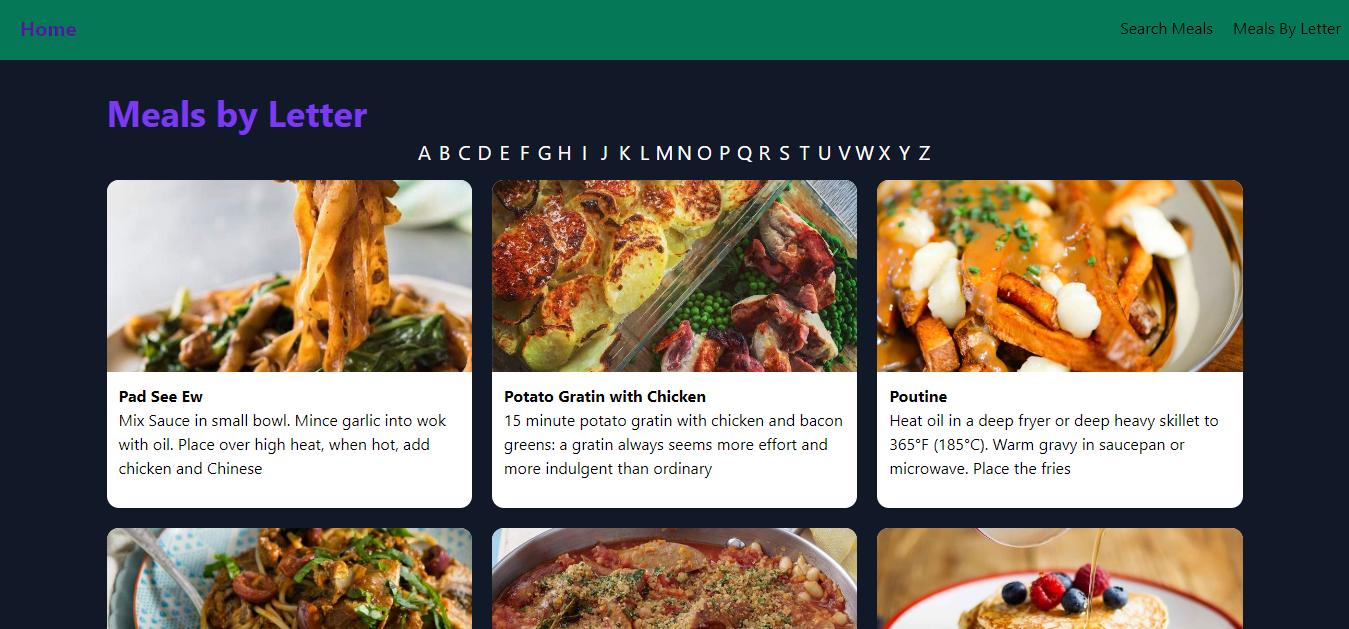 Home
Search Meals
Meals By Letter
Meals by Letter
A B C D E F G H I J K L M N O P Q R S T U V W X Y Z
Pad See Ew
Mix Sauce in small bowl. Mince garlic into wok
with oil. Place over high heat, when hot, add
chicken and Chinese
Potato Gratin with Chicken
15 minute potato gratin with chicken and bacon
greens: a gratin always seems more effort and
more indulgent than ordinary
Poutine
Heat oil in a deep fryer or deep heavy skillet to
365°F (185°C). Warm gravy in saucepan or
microwave. Place the fries